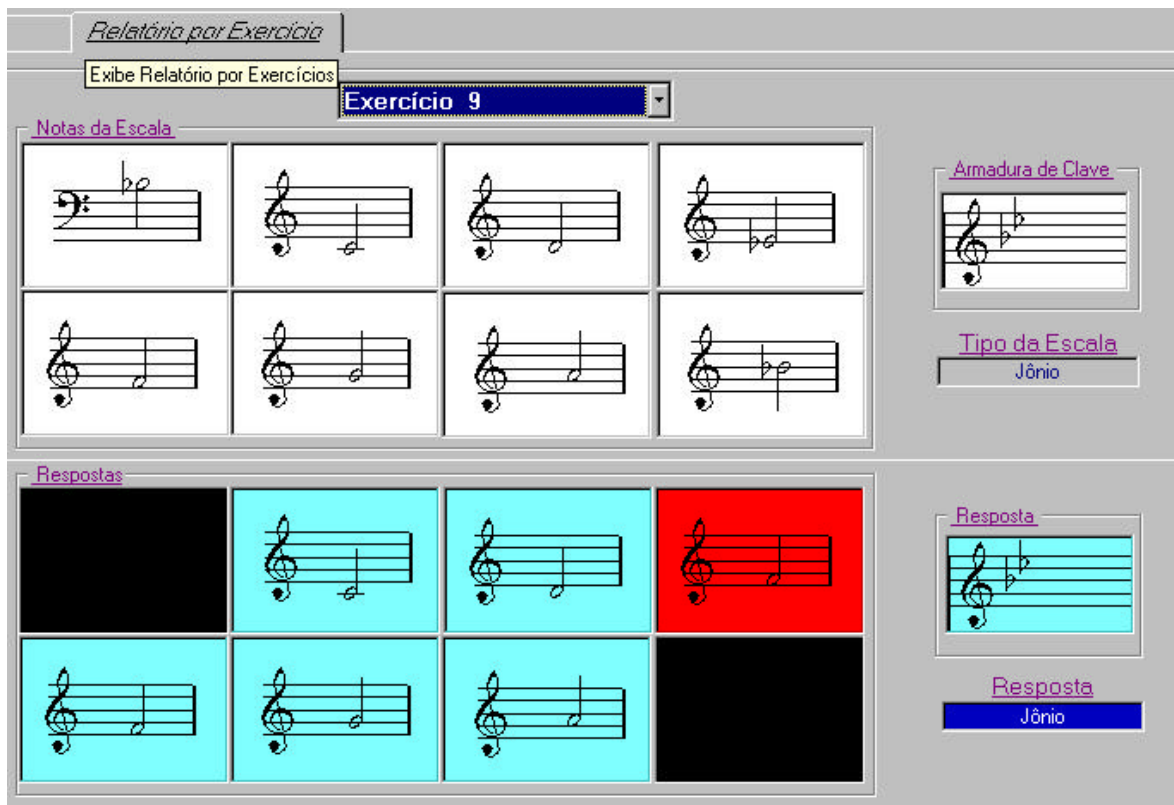 Relatório por Exercício
Exibe Relatório por Exercícios
Exercício 9
Notas da Escala
Armadura de Clave
Tipo da Escala
Jônio
Respostas
Resposta
Resposta
Jônio